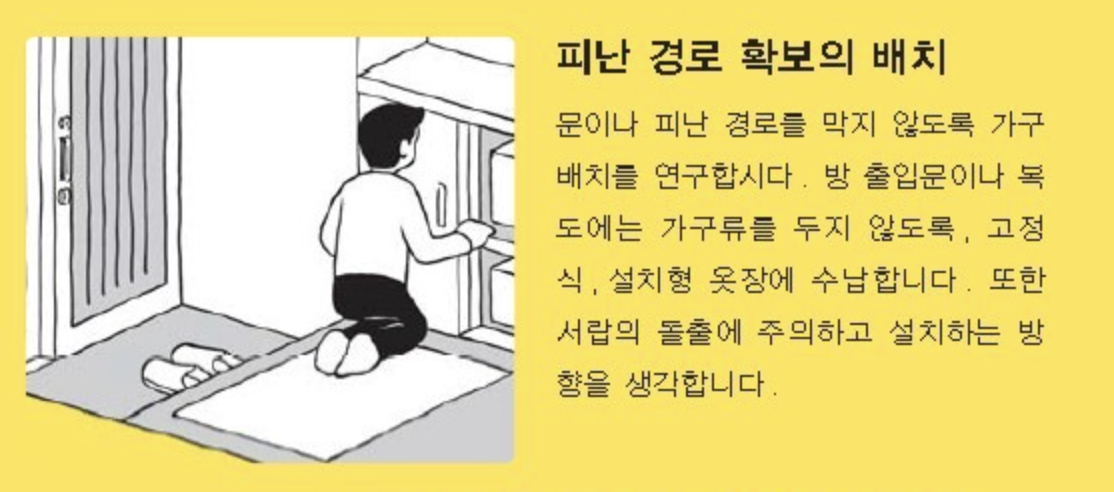 피난 경로 확보의 배치
문이나 피난 경로를 막지 않도록 가구
배치를 연구합시다. 방 출입문이나 복
도에는 가구류를 두지 않도록, 고정
식, 설치형 옷장에 수납합니다. 또한
서랍의 돌출에 주의하고 설치하는 방
향을 생각합니다.